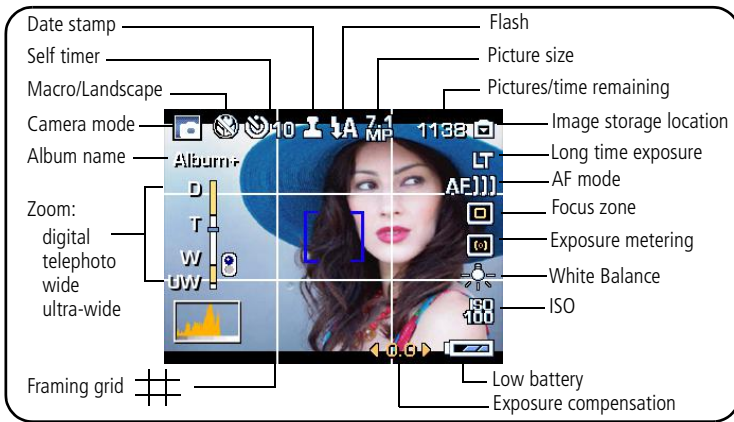 Date stamp
Flash
Self timer
Picture size
Macro/Landscape
Pictures/time remaining
Camera mode
10
A
7.1
MP
1138
Image storage location
Album name
Album+
LT
Long time exposure
D
AF
AF mode
Zoom:
T
Focus zone
digital
telephoto
W
Exposure metering
wide
UW
White Balance
ultra-wide
ISO
100
ISO
0.0
Framing grid
Low battery
Exposure compensation